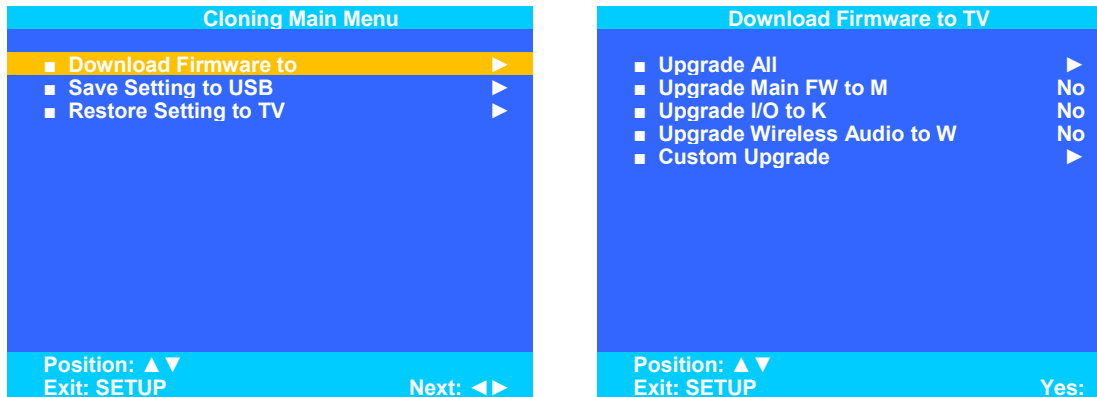 Cloning Main Menu
■ Download Firmware to ►
■ Save Setting to USB ►
■ Restore Setting to TV ►
Position: ▲▼
Exit: SETUP Next: ◄►
Download Firmware to TV
■ Upgrade All ►
■ Upgrade Main FW to M No
■ Upgrade I/O to K No
■ Upgrade Wireless Audio to W No
■ Custom Upgrade ►
Position: ▲▼
Exit: SETUP Yes: